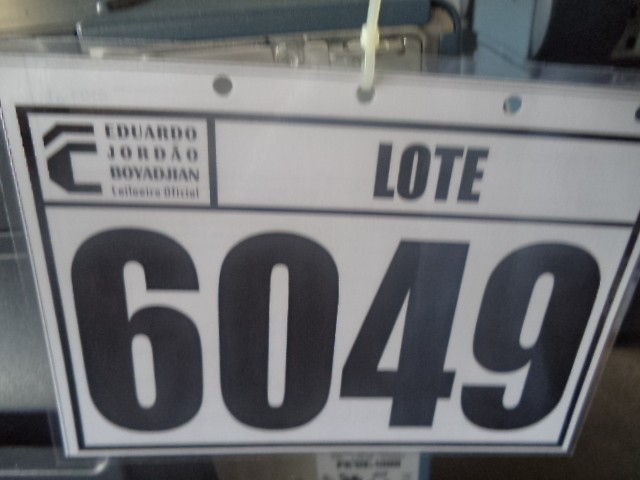 EDUARDO
JORDÃO
BOYADJIAN
Leiloeiro Oficial
LOTE
6049